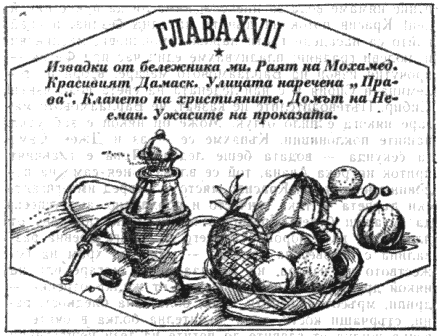 ГЛАВА XVII
Извадки от бележника ми. Раят на Мохамед.
Красивият Дамаск. Улицата наречена „Пра-
ва". Клането на християните. Домът на Не-
еман. Ужасите на проказата.